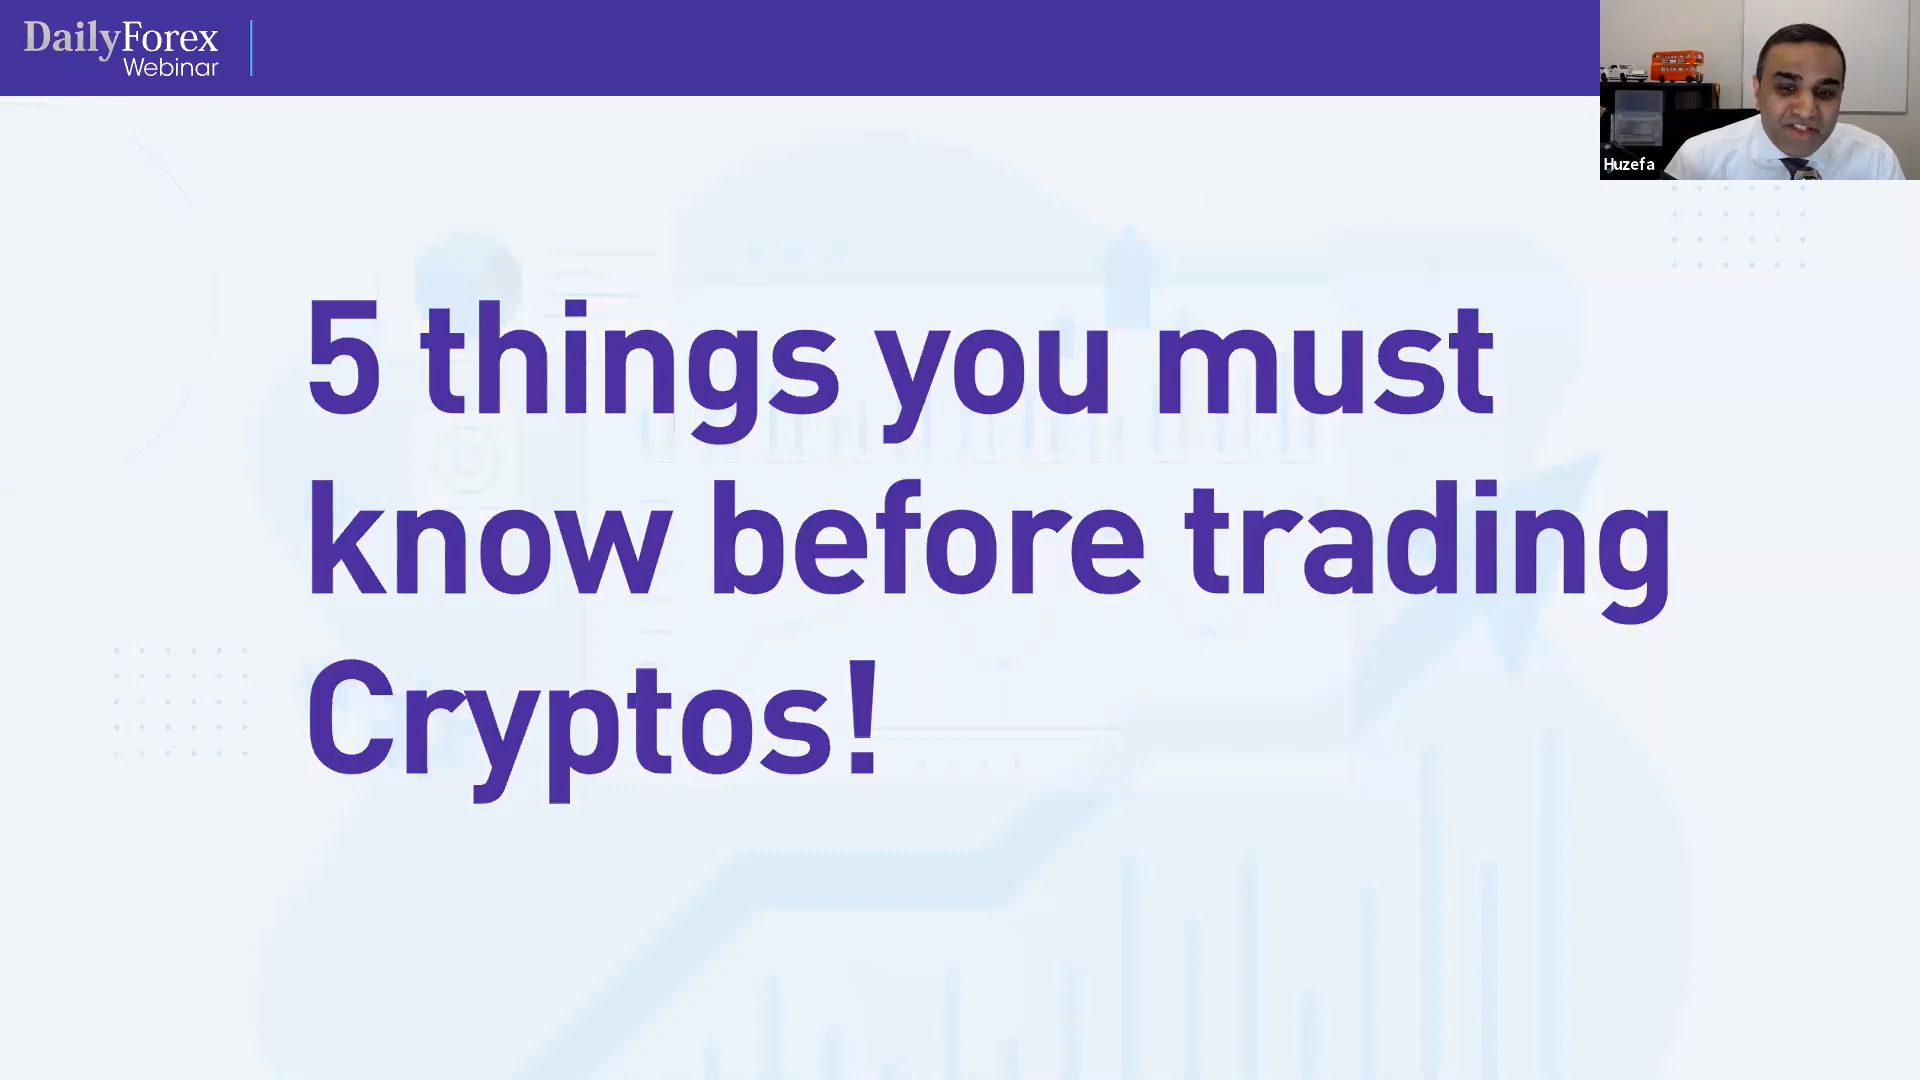 DailyForex
Webinar
Huzefa
5 things you must
know before trading
Cryptos!